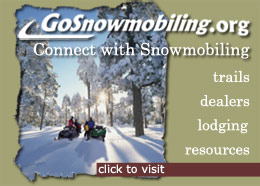 GoSnowmobiling.org
Connect with Snowmobiling
trails
dealers
lodging
resources
click to visit